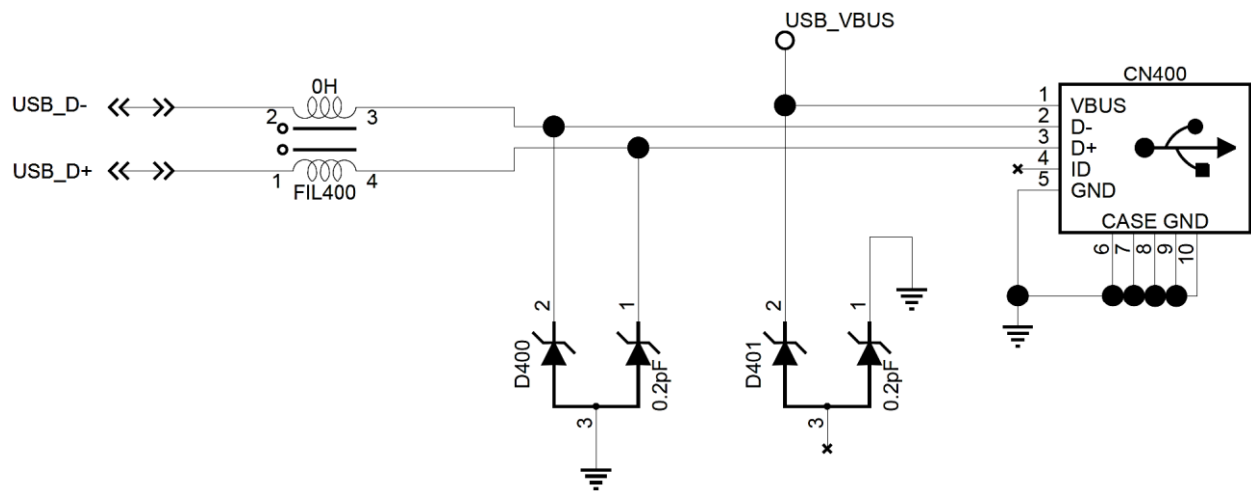 USB_VBUS
CN400
0H
USB_D-
2
3
1
VBUS
2
D-
3
D+
4
ID
5
GND
USB_D+
1
4
FIL400
CASE GND
6
7
8
9
10
2
1
2
1
D400
0.2pF
D401
0.2pF
3
3